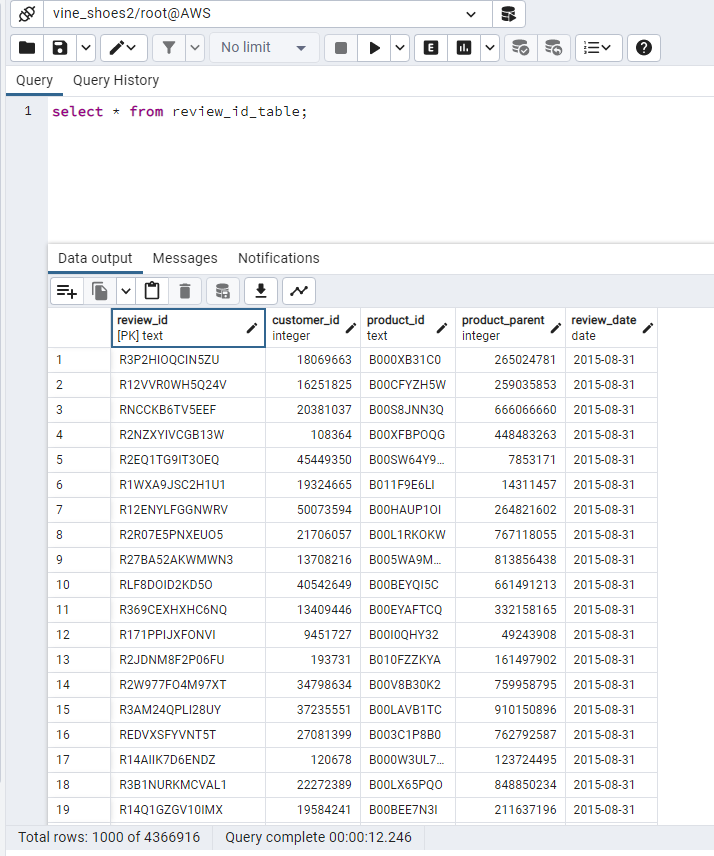 vine_shoes2/root@AWS
No limit
E
Query Query History
1 select * from review_id_table;
Data output Messages Notifications
review_id customer_id product_id product_parent review_date
[PK] text integer text integer date
1 R3P2HIOQCIN5ZU 18069663 B000XB31C0 265024781 2015-08-31
2 R12VVR0WH5Q24V 16251825 B00CFYZH5W 259035853 2015-08-31
3 RNCCKB6TV5EEF 20381037 B00S8JNN3Q 666066660 2015-08-31
4 R2NZXYIVCGB13W 108364 B00XFBPOQG 448483263 2015-08-31
5 R2EQ1TG9IT3OEQ 45449350 B00SW64Y9... 7853171 2015-08-31
6 R1WXA9JSC2H1U1 19324665 B011F9E6LI 14311457 2015-08-31
7 R12ENYLFGGNWRV 50073594 B00HAUP1OI 264821602 2015-08-31
8 R2R07E5PNXEUO5 21706057 B00L1RKOKW 767118055 2015-08-31
9 R27BA52AKWMWN3 13708216 B005WA9M... 813856438 2015-08-31
10 RLF8DOID2KD5O 40542649 B00BEYQI5C 661491213 2015-08-31
11 R369CEXHXHC6NQ 13409446 B00EYAFTCQ 332158165 2015-08-31
12 R171PPIJXFONVI 9451727 B00I0QHY32 49243908 2015-08-31
13 R2JDNM8F2P06FU 193731 B010FZZKYA 161497902 2015-08-31
14 R2W977FO4M97XT 34798634 B00V8B30K2 759958795 2015-08-31
15 R3AM24QPLI28UY 37235551 B00LAVB1TC 910150896 2015-08-31
16 REDVXSFYVNT5T 27081399 B003C1P8B0 762792587 2015-08-31
17 R14AIIK7D6ENDZ 120678 B000W3UL7... 123724495 2015-08-31
18 R3B1NURKMCVAL1 22272389 B00LX65PQO 848850234 2015-08-31
19 R14Q1GZGV10IMX 19584241 B00BEE7N3I 211637196 2015-08-31
Total rows: 1000 of 4366916 Query complete 00:00:12.246